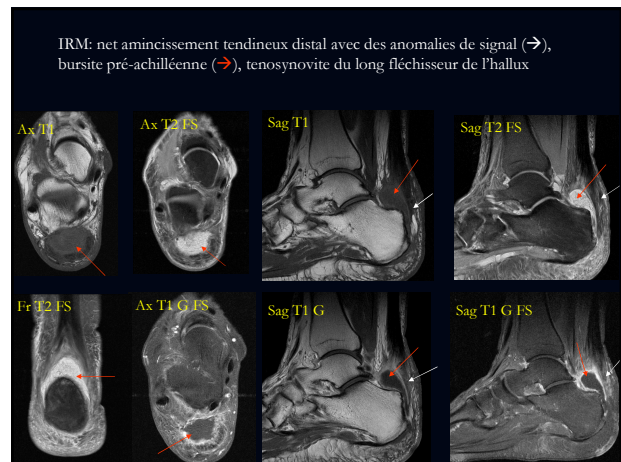 IRM: net amincissement tendineux distal avec des anomalies de signal (→),
bursite pré-achilléenne (→), tenosynovite du long fléchisseur de l’hallux
Ax T1
Ax T2 FS
Sag T1
Sag T2 FS
Fr T2 FS
Ax T1 G FS
Sag T1 G
Sag T1 G FS